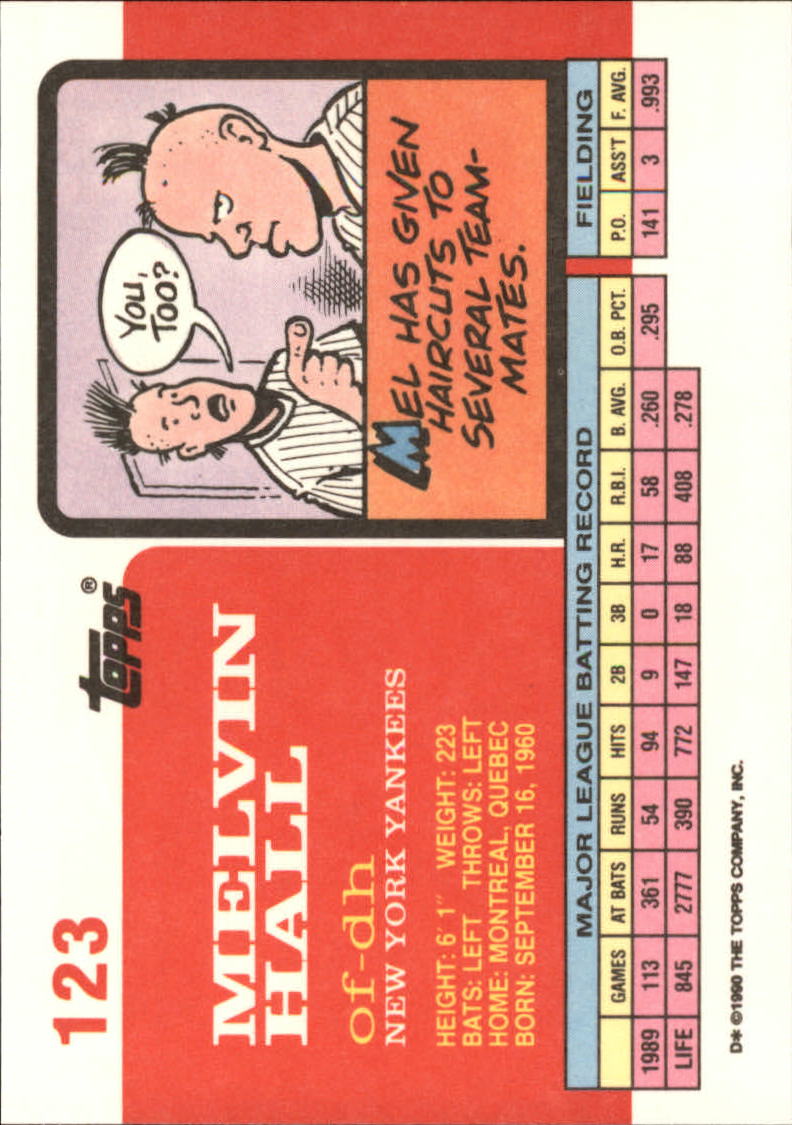 123
topps®
MELVIN
HALL
of-dh
NEW YORK YANKEES
HEIGHT: 6' 1" WEIGHT: 223
BATS: LEFT THROWS: LEFT
HOME: MONTREAL, QUEBEC
BORN: SEPTEMBER 16, 1960
YOU,
TOO?
MEL HAS GIVEN
HAIRCUTS TO
SEVERAL TEAM-
MATES.
MAJOR LEAGUE BATTING RECORD FIELDING
GAMES AT BATS RUNS HITS 2B 3B H.R. R.B.I. B. AVG. O.B. PCT. P.O. ASS'T F. AVG.
1989 113 361 54 94 9 0 17 58 .260 .295 141 3 .993
LIFE 845 2777 390 772 147 18 88 408 .278
D* ©1990 THE TOPPS COMPANY, INC.